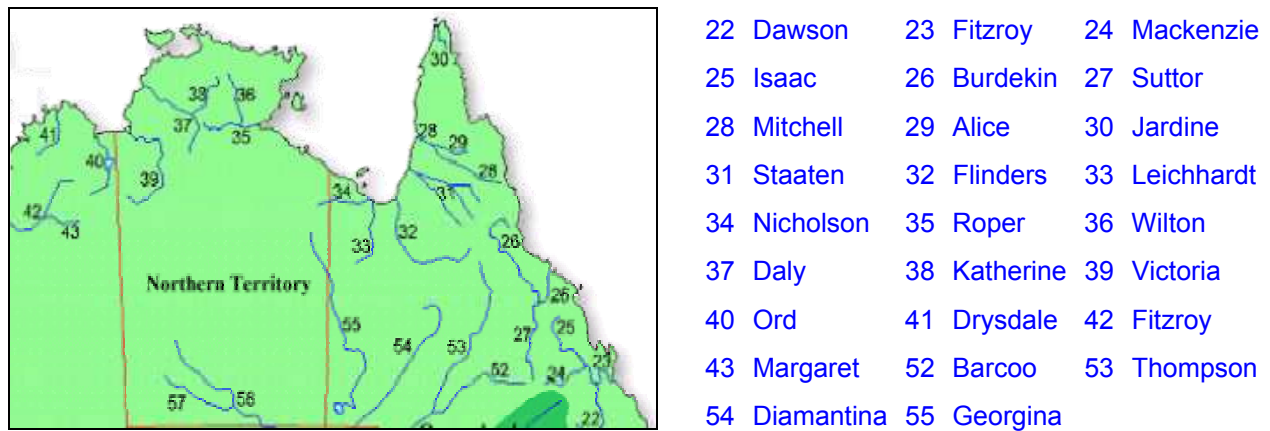 30
38 36
28
41 37 35 29
40 28
39 34 31
42
43 32 26
33
Northern Territory
26
55 25
54 53 27
23
52 24
57 56
22
22 Dawson 23 Fitzroy 24 Mackenzie
25 Isaac 26 Burdekin 27 Suttor
28 Mitchell 29 Alice 30 Jardine
31 Staaten 32 Flinders 33 Leichhardt
34 Nicholson 35 Roper 36 Wilton
37 Daly 38 Katherine 39 Victoria
40 Ord 41 Drysdale 42 Fitzroy
43 Margaret 52 Barcoo 53 Thompson
54 Diamantina 55 Georgina